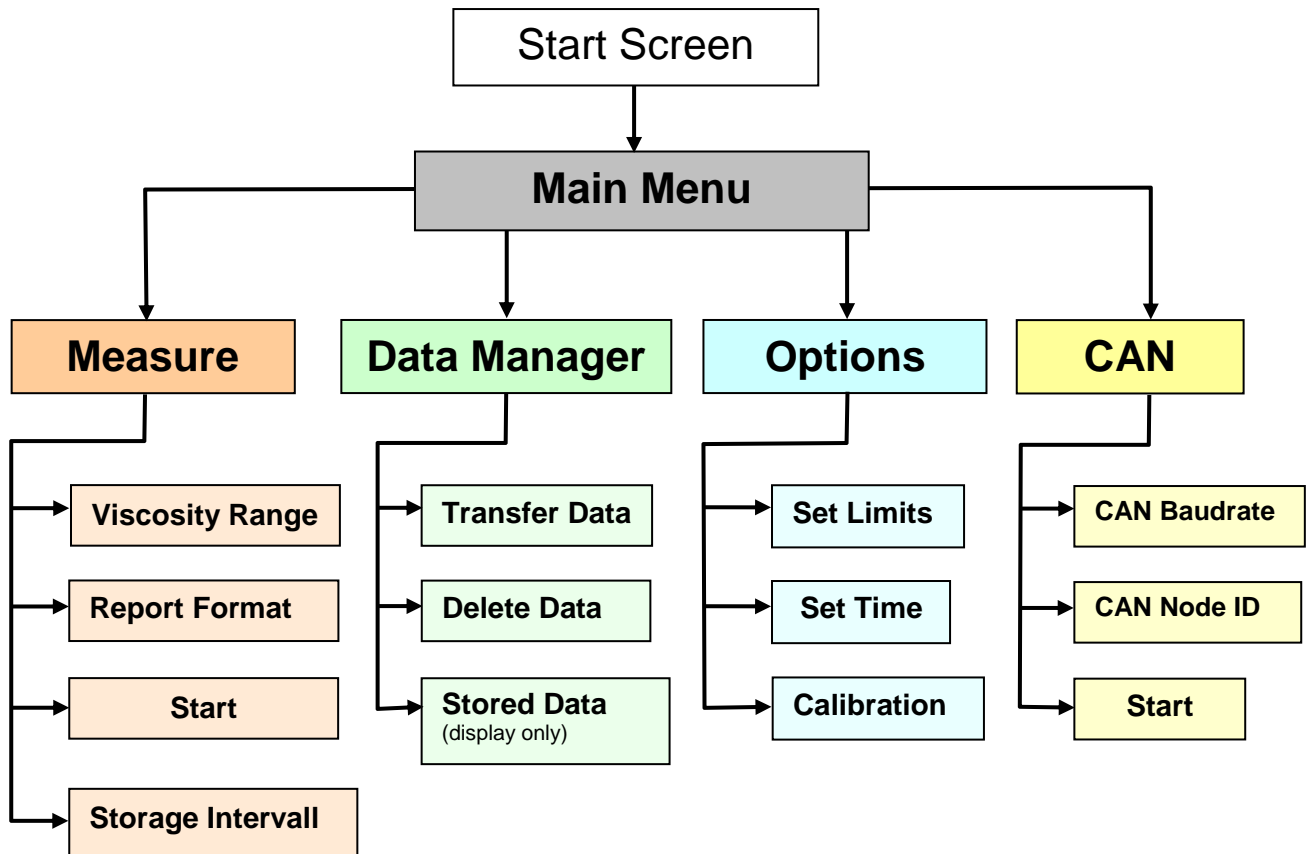 Start Screen
Main Menu
Measure
Viscosity Range
Report Format
Start
Storage Intervall
Data Manager
Transfer Data
Delete Data
Stored Data
(display only)
Options
Set Limits
Set Time
Calibration
CAN
CAN Baudrate
CAN Node ID
Start